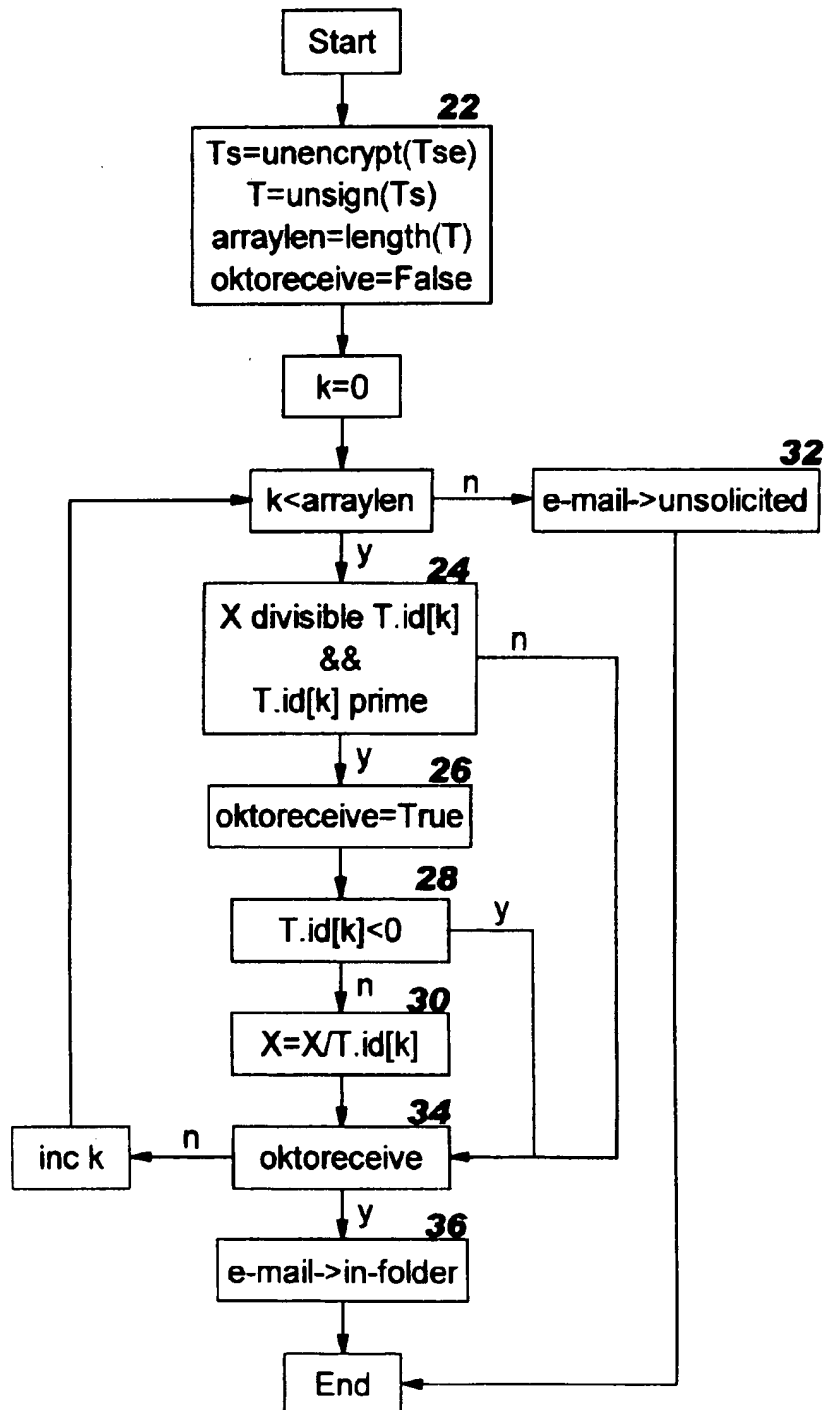 Start
22
Ts=unencrypt(Tse)
T=unsign(Ts)
arraylen=length(T)
oktoreceive=False
k=0
32
k<arraylen
n
e-mail->unsolicited
y
24
X divisible T.id[k]
&&
T.id[k] prime
n
y
26
oktoreceive=True
28
T.id[k]<0
y
n
30
X=X/T.id[k]
34
inc k
n
oktoreceive
y
36
e-mail->in-folder
End